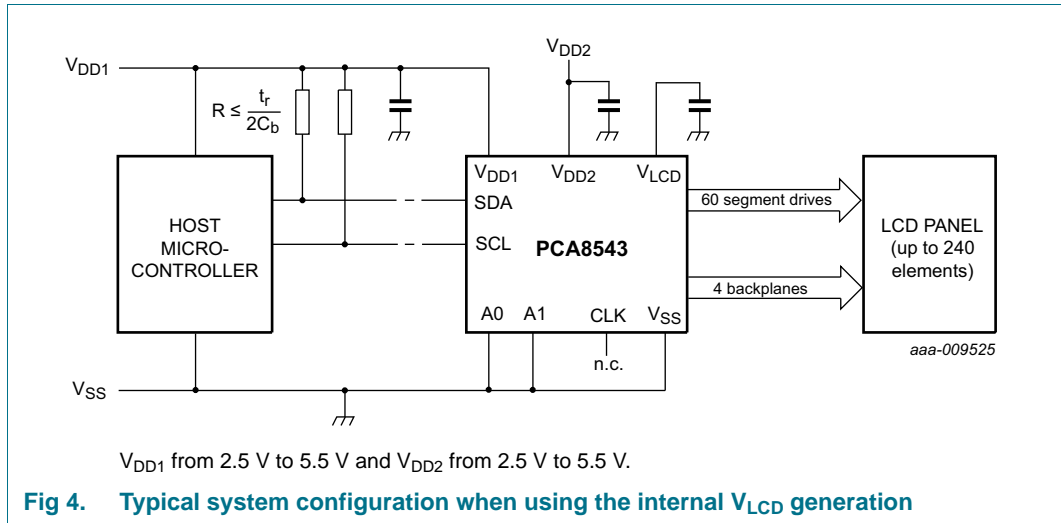 VDD1
VDD2
R ≤ tr/2Cb
VDD1 VDD2 VLCD
SDA
SCL
PCA8543
A0 A1 CLK VSS
HOST
MICRO-
CONTROLLER
60 segment drives
4 backplanes
LCD PANEL
(up to 240
elements)
n.c.
aaa-009525
VSS
VDD1 from 2.5 V to 5.5 V and VDD2 from 2.5 V to 5.5 V.
Fig 4. Typical system configuration when using the internal VLCD generation